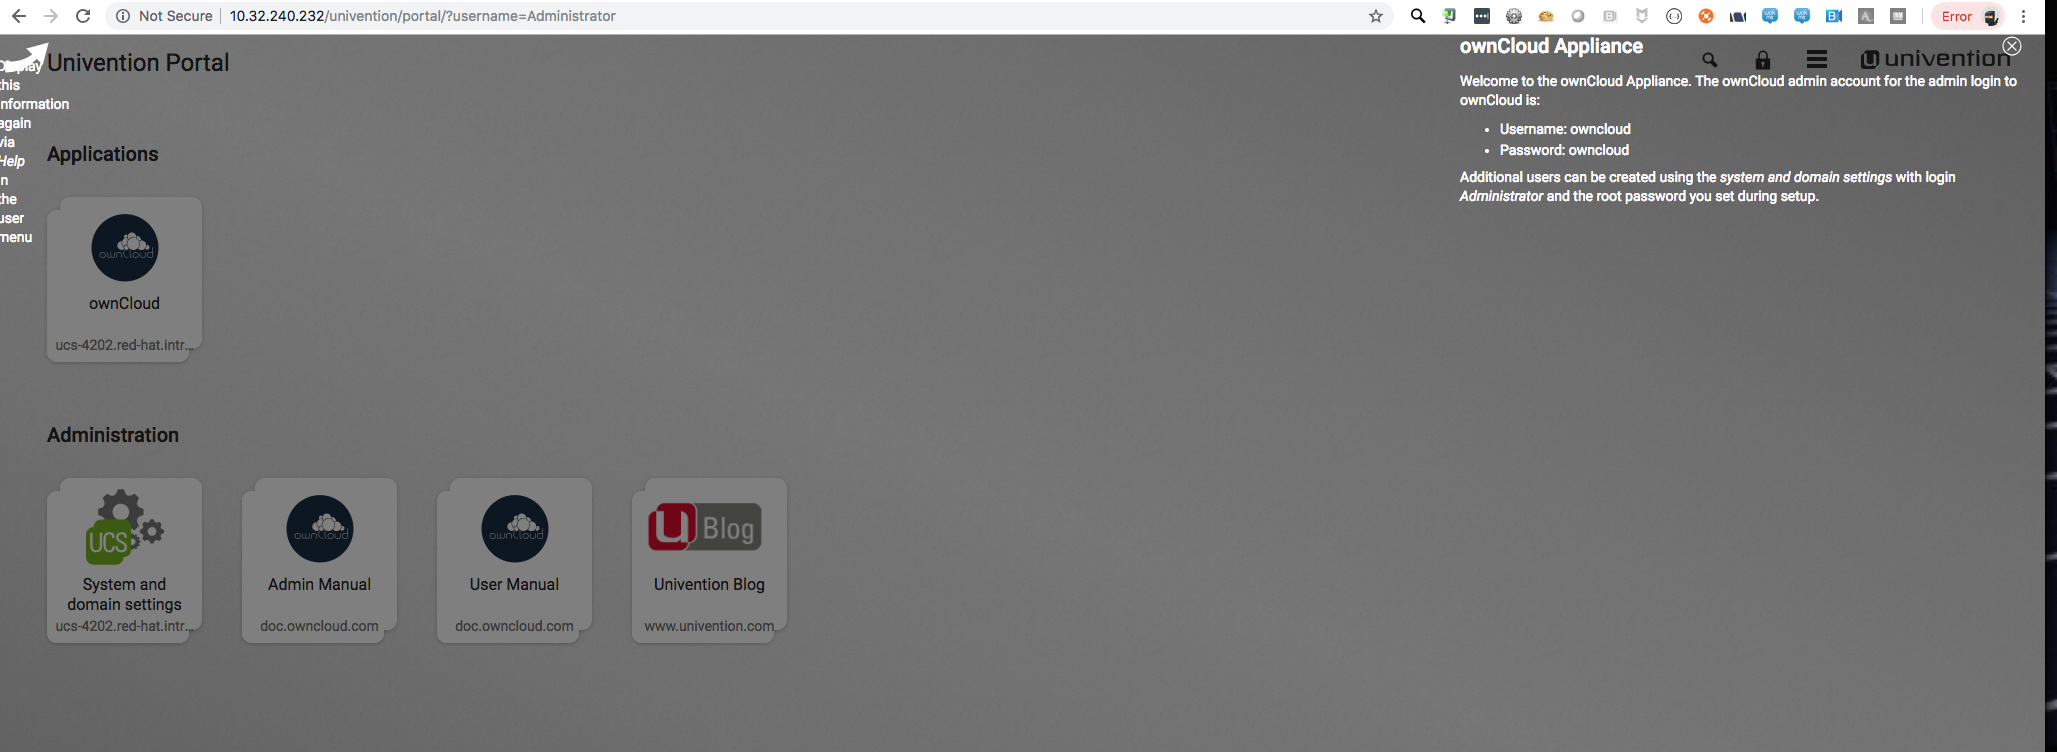 Not Secure
10.32.240.232/univention/portal/?username=Administrator
Error
Univention Portal
univention
Display
this
information
again
via
Help
in
the
user
menu
ownCloud Appliance
Welcome to the ownCloud Appliance. The ownCloud admin account for the admin login to
ownCloud is:
• Username: owncloud
• Password: owncloud
Additional users can be created using the system and domain settings with login
Administrator and the root password you set during setup.
Applications
ownCloud
ownCloud
ucs-4202.red-hat.intr...
Administration
UCS
System and
domain settings
ucs-4202.red-hat.intr...
ownCloud
Admin Manual
doc.owncloud.com
ownCloud
User Manual
doc.owncloud.com
U Blog
Univention Blog
www.univention.com